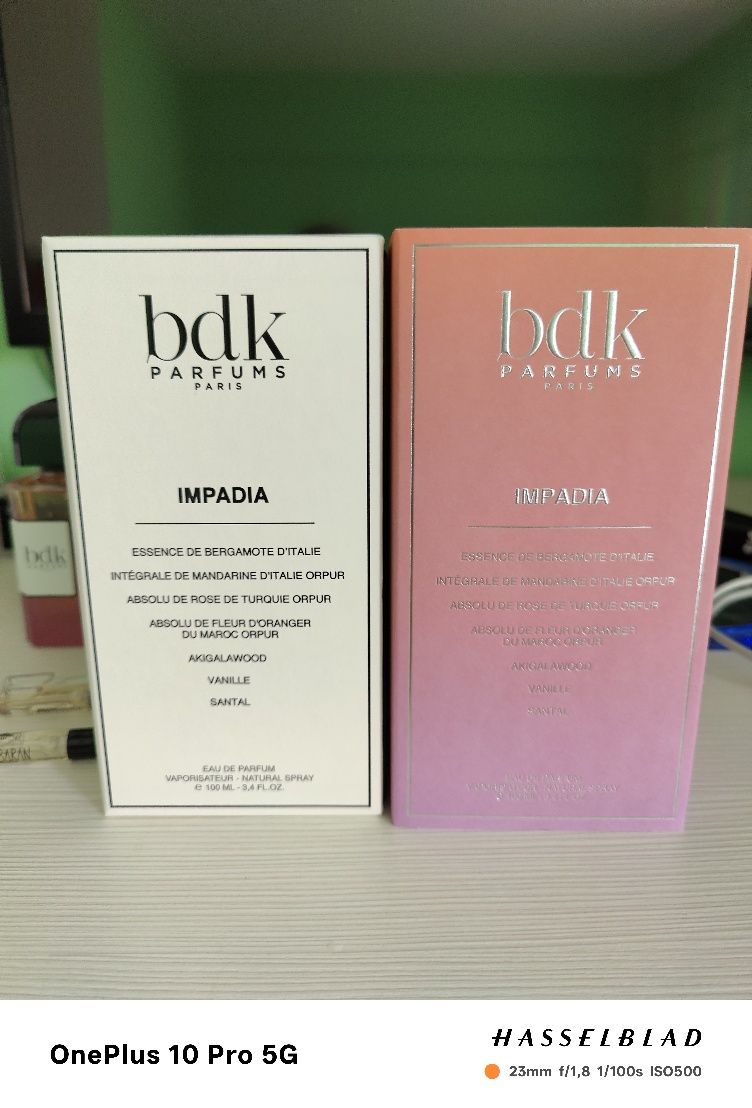 bdk
PARFUMS
PARIS
IMPADIA
ESSENCE DE BERGAMOTE D'ITALIE
INTÉGRALE DE MANDARINE D'ITALIE ORPUR
ABSOLU DE ROSE DE TURQUIE ORPUR
ABSOLU DE FLEUR D'ORANGER
DU MAROC ORPUR
AKIGALAWOOD
VANILLE
SANTAL
EAU DE PARFUM
VAPORISATEUR - NATURAL SPRAY
℮ 100 ML - 3,4 FL.OZ.
bdk
PARFUMS
PARIS
IMPADIA
ESSENCE DE BERGAMOTE D'ITALIE
INTÉGRALE DE MANDARINE D'ITALIE ORPUR
ABSOLU DE ROSE DE TURQUIE ORPUR
ABSOLU DE FLEUR D'ORANGER
DU MAROC ORPUR
AKIGALAWOOD
VANILLE
SANTAL
EAU DE PARFUM
bdk
OnePlus 10 Pro 5G
HASSELBLAD
23mm f/1,8 1/100s ISO500